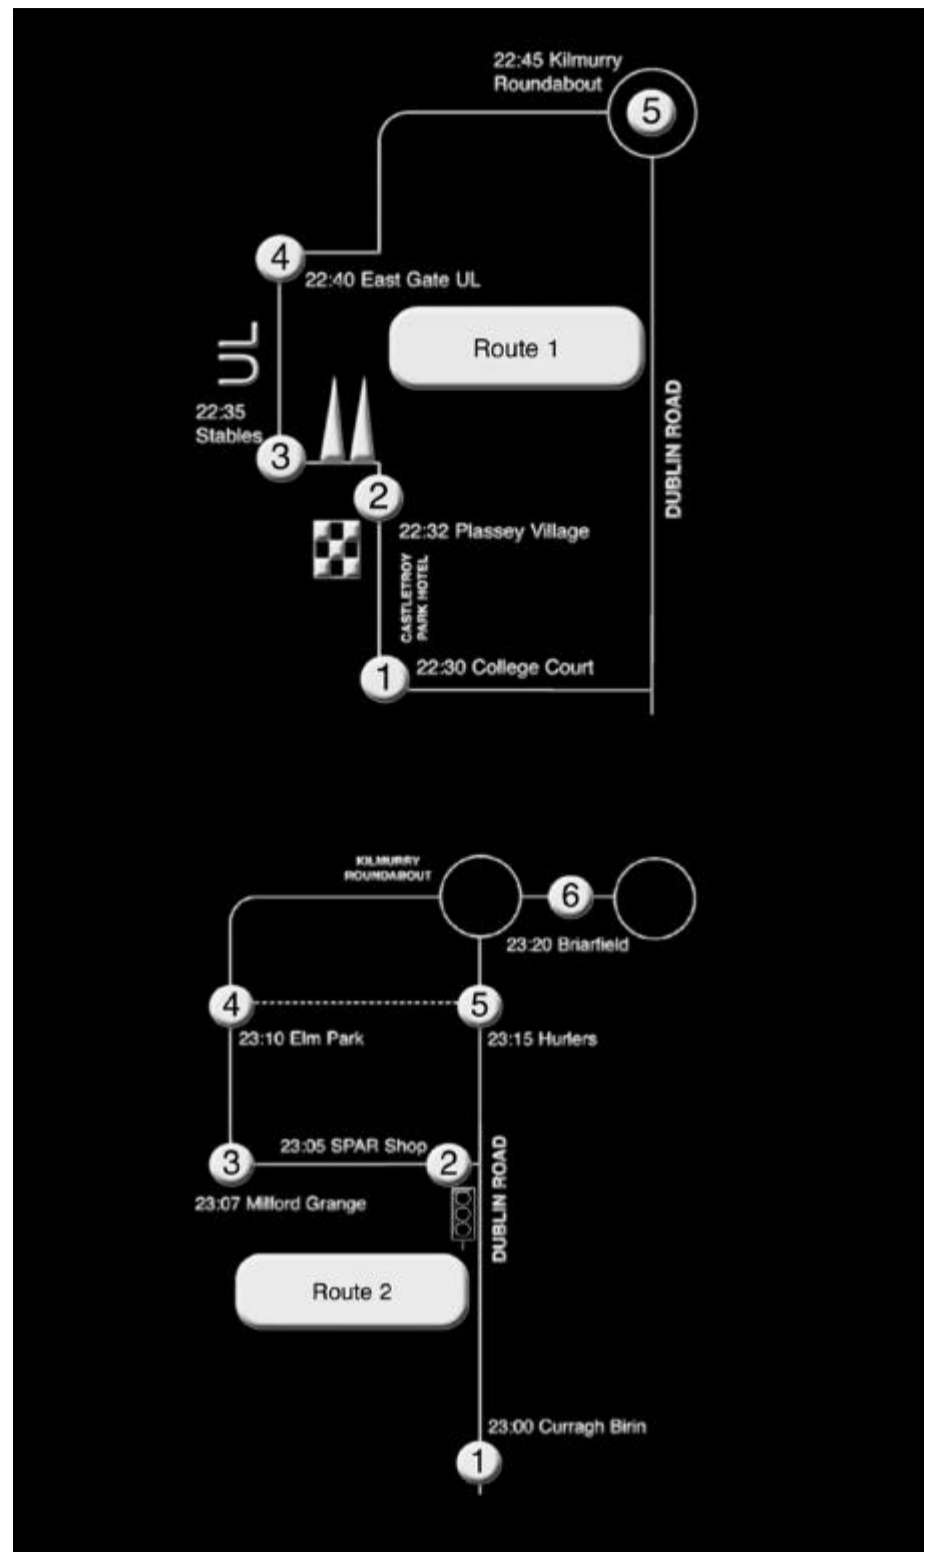 22:45 Kilmurry
Roundabout
5
4
22:40 East Gate UL
Route 1
UL
22:35
Stables
3
2
22:32 Plassey Village
DUBLIN ROAD
CASTLETROY
PARK HOTEL
1
22:30 College Court
KILMURRY
ROUNDABOUT
6
23:20 Briarfield
4
5
23:10 Elm Park
23:15 Hurlers
23:05 SPAR Shop
3
2
23:07 Milford Grange
DUBLIN ROAD
Route 2
23:00 Curragh Birin
1